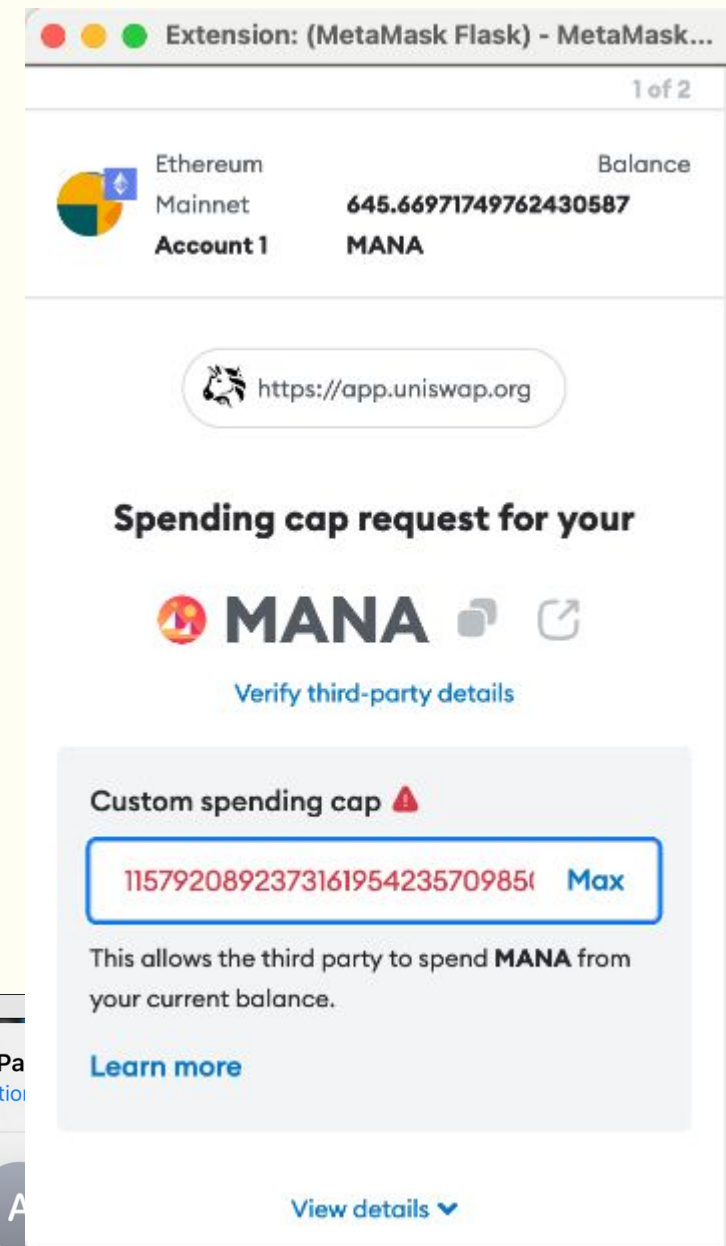 Extension: (MetaMask Flask) - MetaMask...
1 of 2
Ethereum Balance
Mainnet 645.66971749762430587
Account 1 MANA
https://app.uniswap.org
Spending cap request for your
MANA
Verify third-party details
Custom spending cap
115792089237316195423570985( Max
This allows the third party to spend MANA from
your current balance.
Learn more
View details